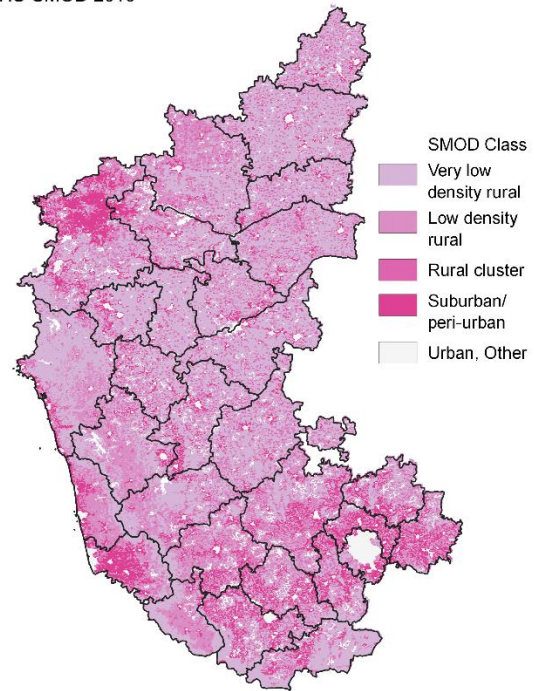 SMOD Class
Very low
density rural
Low density
rural
Rural cluster
Suburban/
peri-urban
Urban, Other